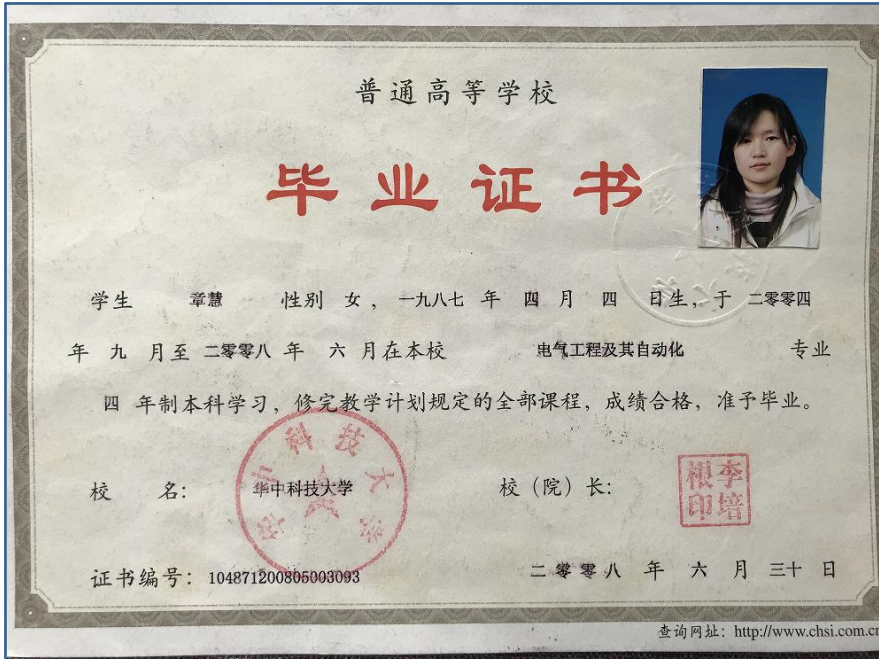 普通高等学校
毕业证书
学生 章慧 性别 女，一九八七 年 四 月 四 日生，于 二零零四
年 九 月至 二零零八 年 六 月在本校 电气工程及其自动化 专业
四 年制本科学习，修完教学计划规定的全部课程，成绩合格，准予毕业。
校 名： 华中科技大学
华中科技大学
校（院）长：
李培根印
证书编号：104871200805003093
二零零八 年 六 月 三十 日
查询网址：http://www.chsi.com.cn